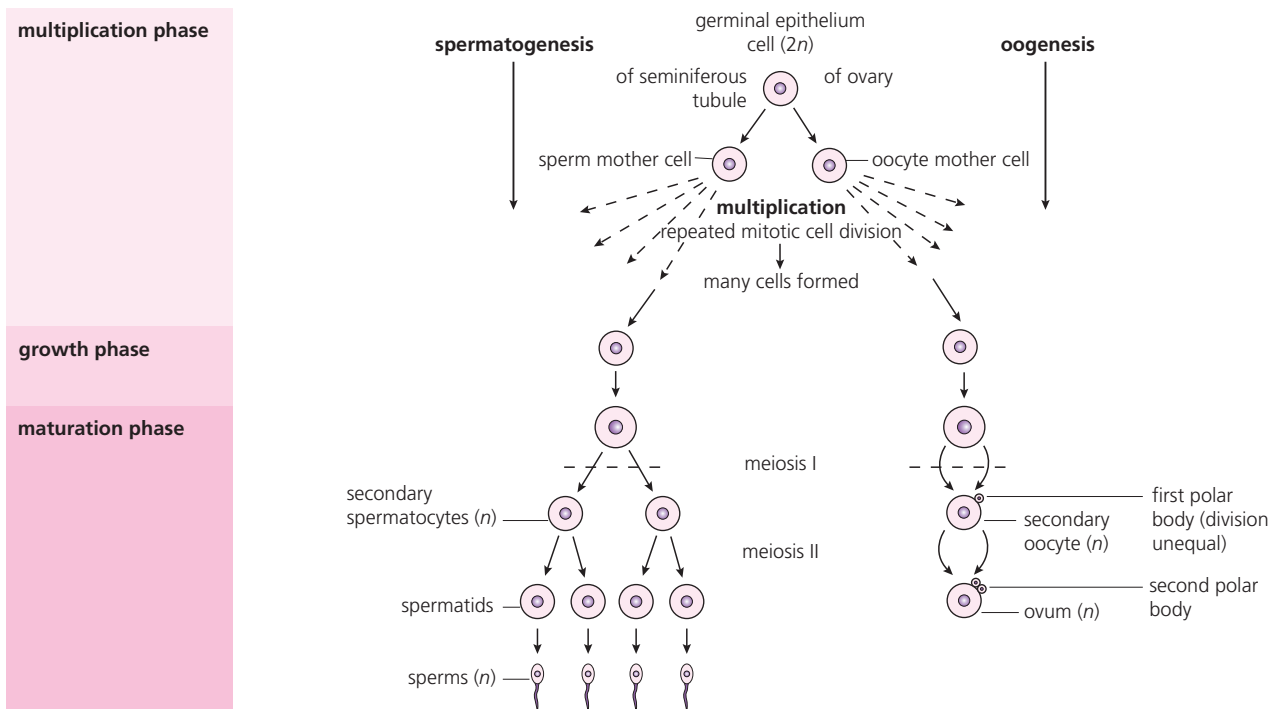 multiplication phase
germinal epithelium
cell (2n)
spermatogenesis
oogenesis
of seminiferous
tubule
of ovary
sperm mother cell
oocyte mother cell
multiplication
repeated mitotic cell division
many cells formed
growth phase
maturation phase
meiosis I
secondary
spermatocytes (n)
first polar
body (division
unequal)
secondary
oocyte (n)
meiosis II
spermatids
second polar
body
ovum (n)
sperms (n)